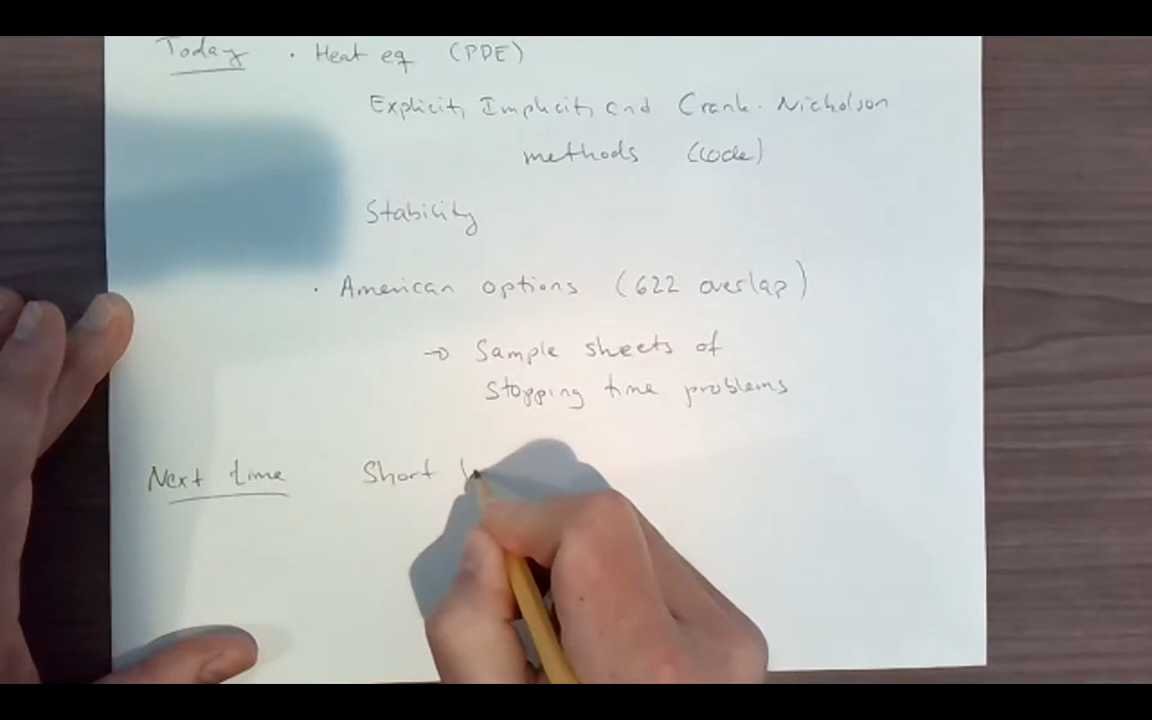 Today · Heat eq (PDE)
Explicit, Implicit, and Crank-Nicholson
methods (code)
Stability
· American options (622 overlap)
→ Sample sheets of
stopping time problems
Next time Short